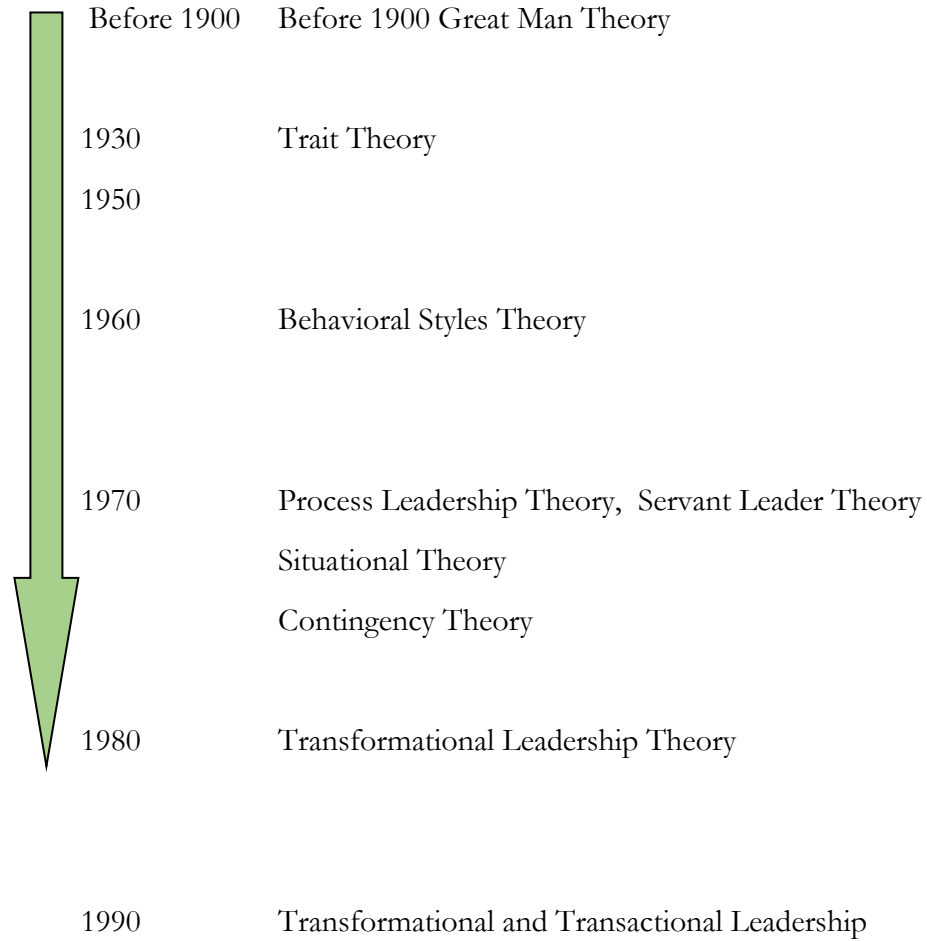 Before 1900 Before 1900 Great Man Theory
1930 Trait Theory
1950
1960 Behavioral Styles Theory
1970 Process Leadership Theory, Servant Leader Theory
Situational Theory
Contingency Theory
1980 Transformational Leadership Theory
1990 Transformational and Transactional Leadership